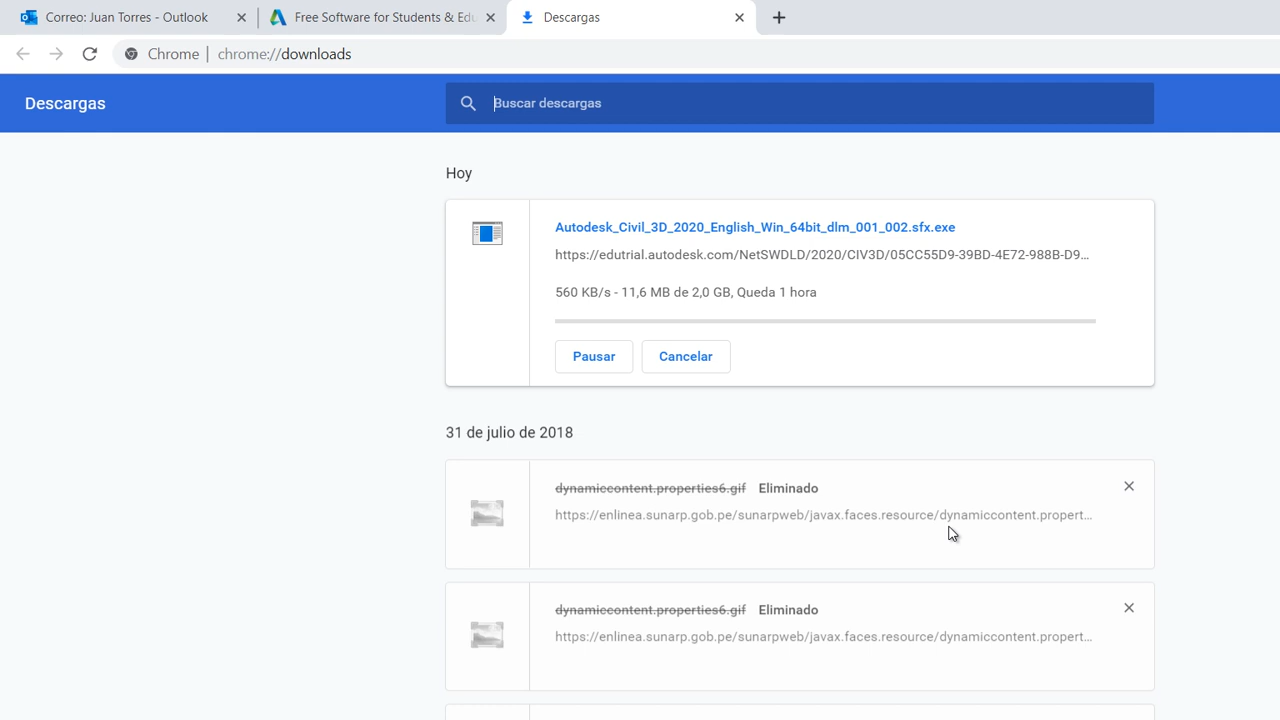 Correo: Juan Torres - Outlook
Free Software for Students & Edu
Descargas
Chrome | chrome://downloads
Descargas
Buscar descargas
Hoy
Autodesk_Civil_3D_2020_English_Win_64bit_dlm_001_002.sfx.exe
https://edutrial.autodesk.com/NetSWDLD/2020/CIV3D/05CC55D9-39BD-4E72-988B-D9...
560 KB/s - 11,6 MB de 2,0 GB, Queda 1 hora
Pausar Cancelar
31 de julio de 2018
dynamiccontent.properties6.gif Eliminado
https://enlinea.sunarp.gob.pe/sunarpweb/javax.faces.resource/dynamiccontent.propert...
dynamiccontent.properties6.gif Eliminado
https://enlinea.sunarp.gob.pe/sunarpweb/javax.faces.resource/dynamiccontent.propert...